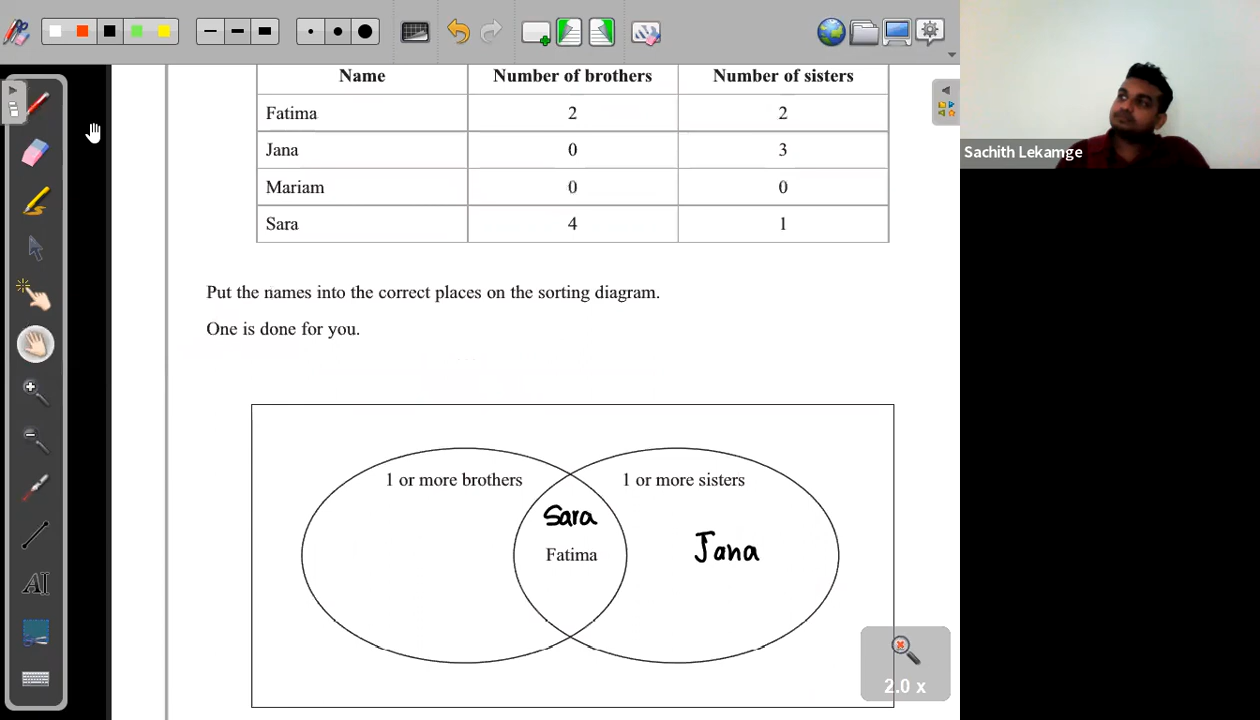 Name Number of brothers Number of sisters
Fatima 2 2
Jana 0 3
Mariam 0 0
Sara 4 1
Sachith Lekamge
Put the names into the correct places on the sorting diagram.
One is done for you.
1 or more brothers 1 or more sisters
Sara
Fatima Jana
AI
2.0 x